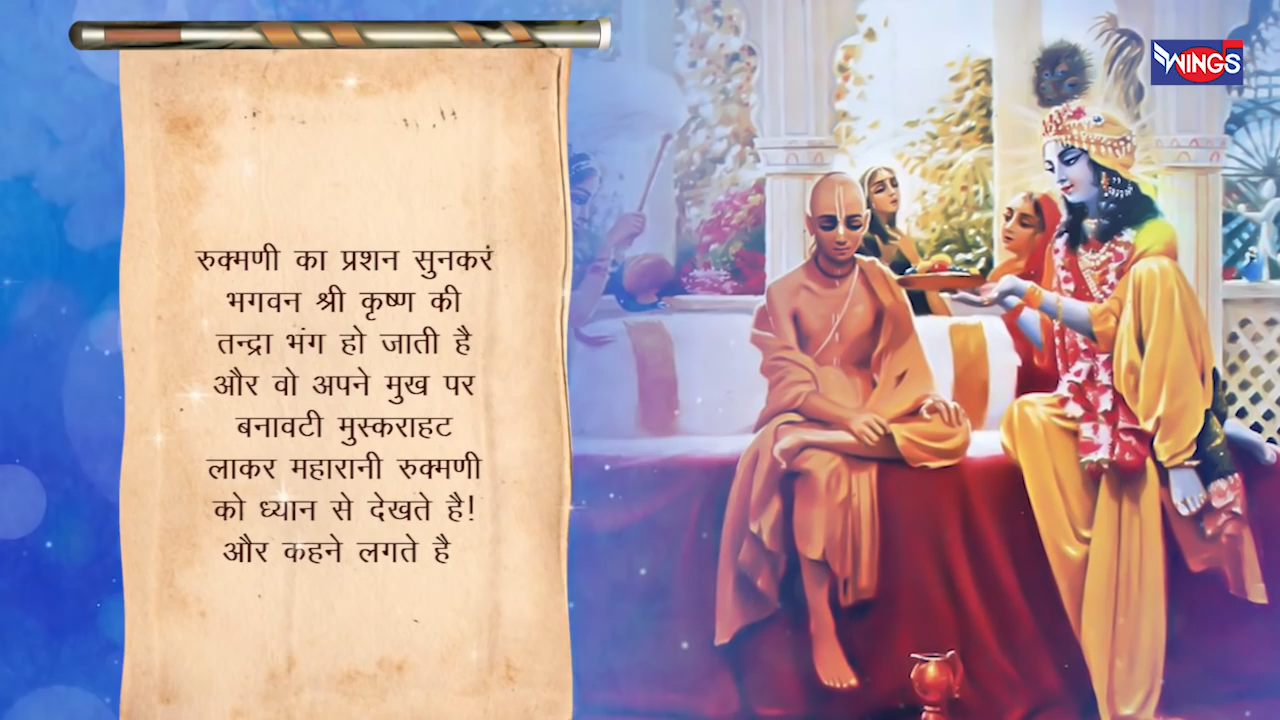 रुक्मणी का प्रशन सुनकरं
भगवन श्री कृष्ण की
तन्द्रा भंग हो जाती है
और वो अपने मुख पर
बनावटी मुस्कराहट
लाकर महारानी रुक्मणी
को ध्यान से देखते है!
और कहने लगते है
WINGS